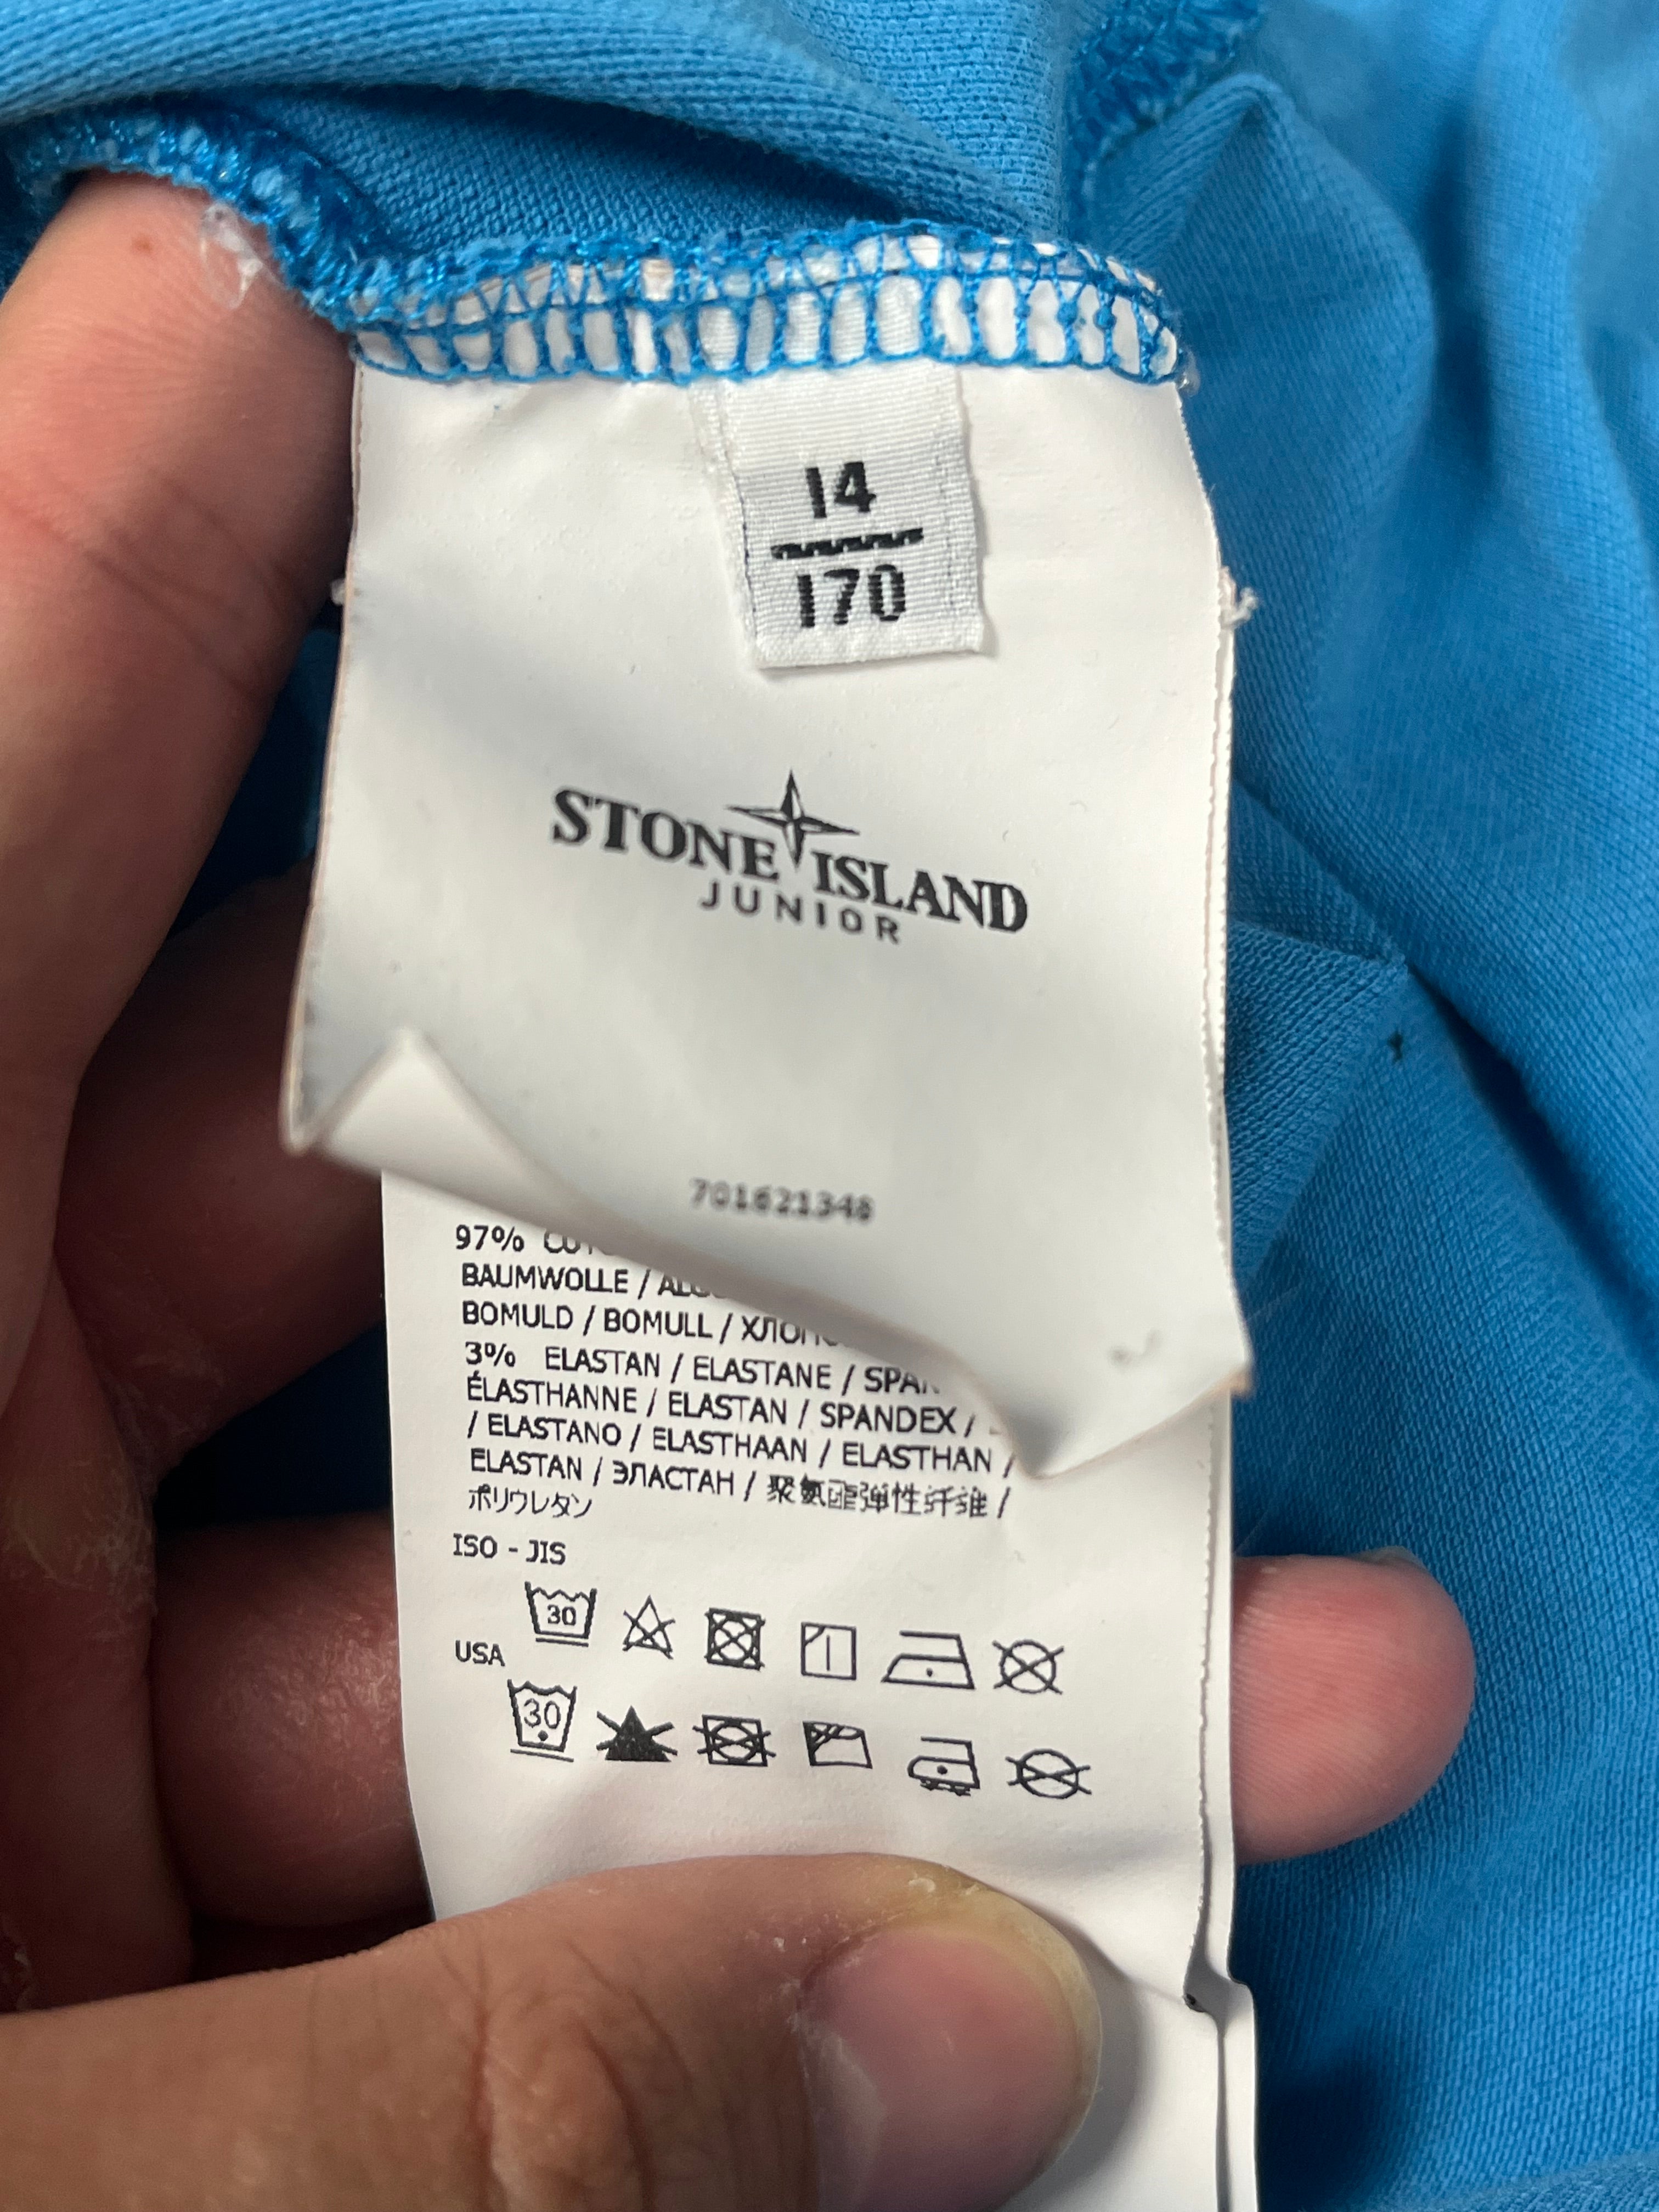 14
170
STONE ISLAND
JUNIOR
701621348
97%
BAUMWOLLE /
BOMULD / BOMULL /
3% ELASTAN / ELASTANE /
ÉLASTHANNE / ELASTAN / SPANDEX /
/ ELASTANO / ELASTHAAN / ELASTHAN /
ELASTAN / ЭЛАСТАН / 聚氨酯弹性纤维 /
ポリウレタン
ISO - JIS
30
USA
30